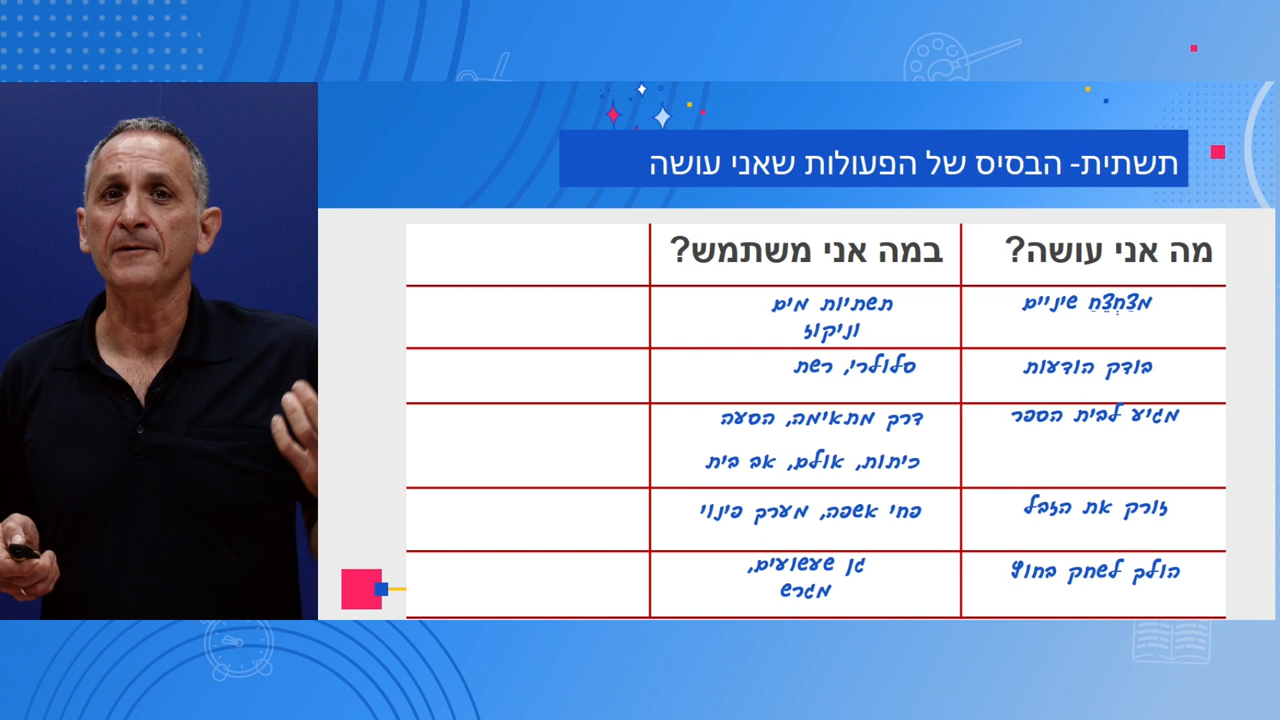 תשתית- הבסיס של הפעולות שאני עושה
מה אני עושה?
במה אני משתמש?
מצַחְצֵחַ שיניים
תשתיות מים
וניקוז
בודק הודעות
סלולרי, רשת
מגיע לבית הספר
דרך מתאימה, הסעה
כיתות, אולם, אב בית
זורק את הזבל
פחי אשפה, מערך פינוי
הולך לשחק בחוץ
גן שעשועים,
מגרש